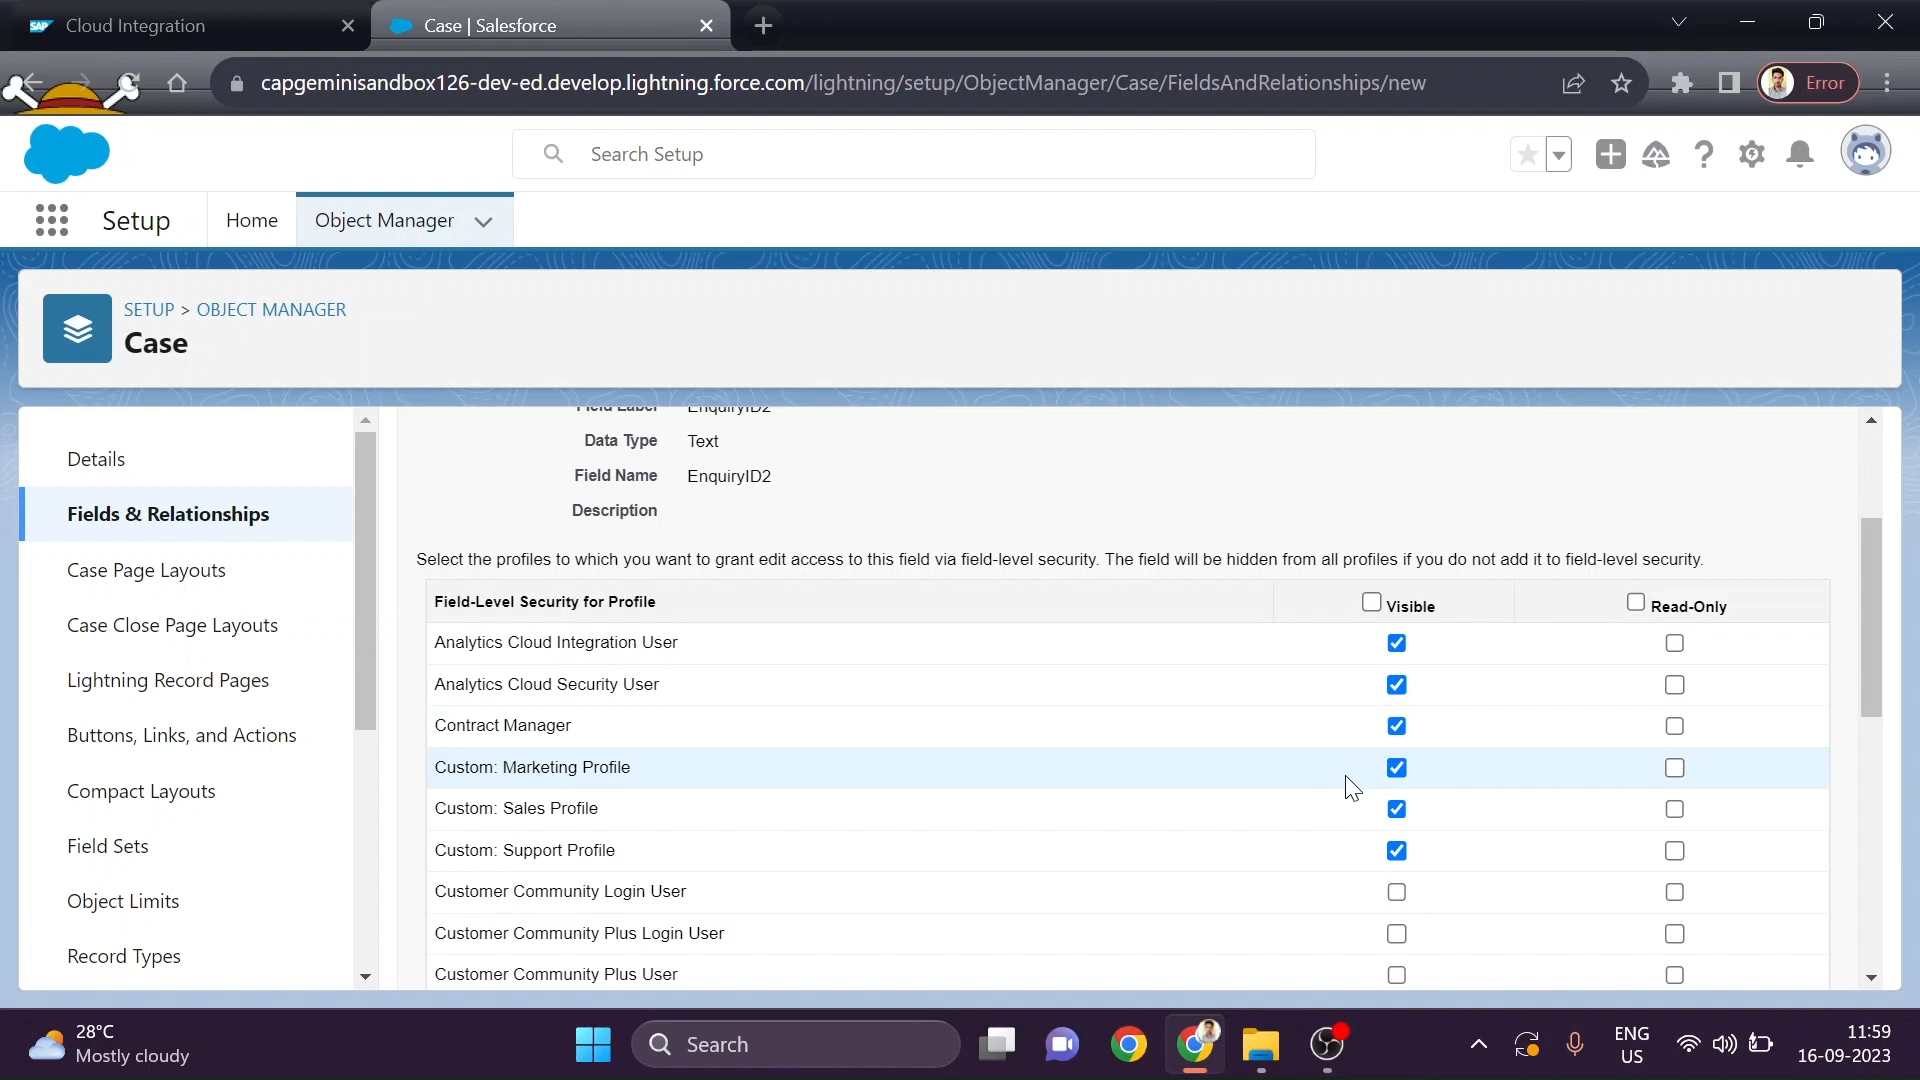 SAP Cloud Integration
Case | Salesforce
capgeminisandbox126-dev-ed.develop.lightning.force.com/lightning/setup/ObjectManager/Case/FieldsAndRelationships/new
Error
Search Setup
Setup
Home
Object Manager
SETUP > OBJECT MANAGER
Case
Details
Fields & Relationships
Case Page Layouts
Case Close Page Layouts
Lightning Record Pages
Buttons, Links, and Actions
Compact Layouts
Field Sets
Object Limits
Record Types
Field Label EnquiryID2
Data Type Text
Field Name EnquiryID2
Description
Select the profiles to which you want to grant edit access to this field via field-level security. The field will be hidden from all profiles if you do not add it to field-level security.
Field-Level Security for Profile Visible Read-Only
Analytics Cloud Integration User
Analytics Cloud Security User
Contract Manager
Custom: Marketing Profile
Custom: Sales Profile
Custom: Support Profile
Customer Community Login User
Customer Community Plus Login User
Customer Community Plus User
28°C
Mostly cloudy
Search
ENG
US
11:59
16-09-2023